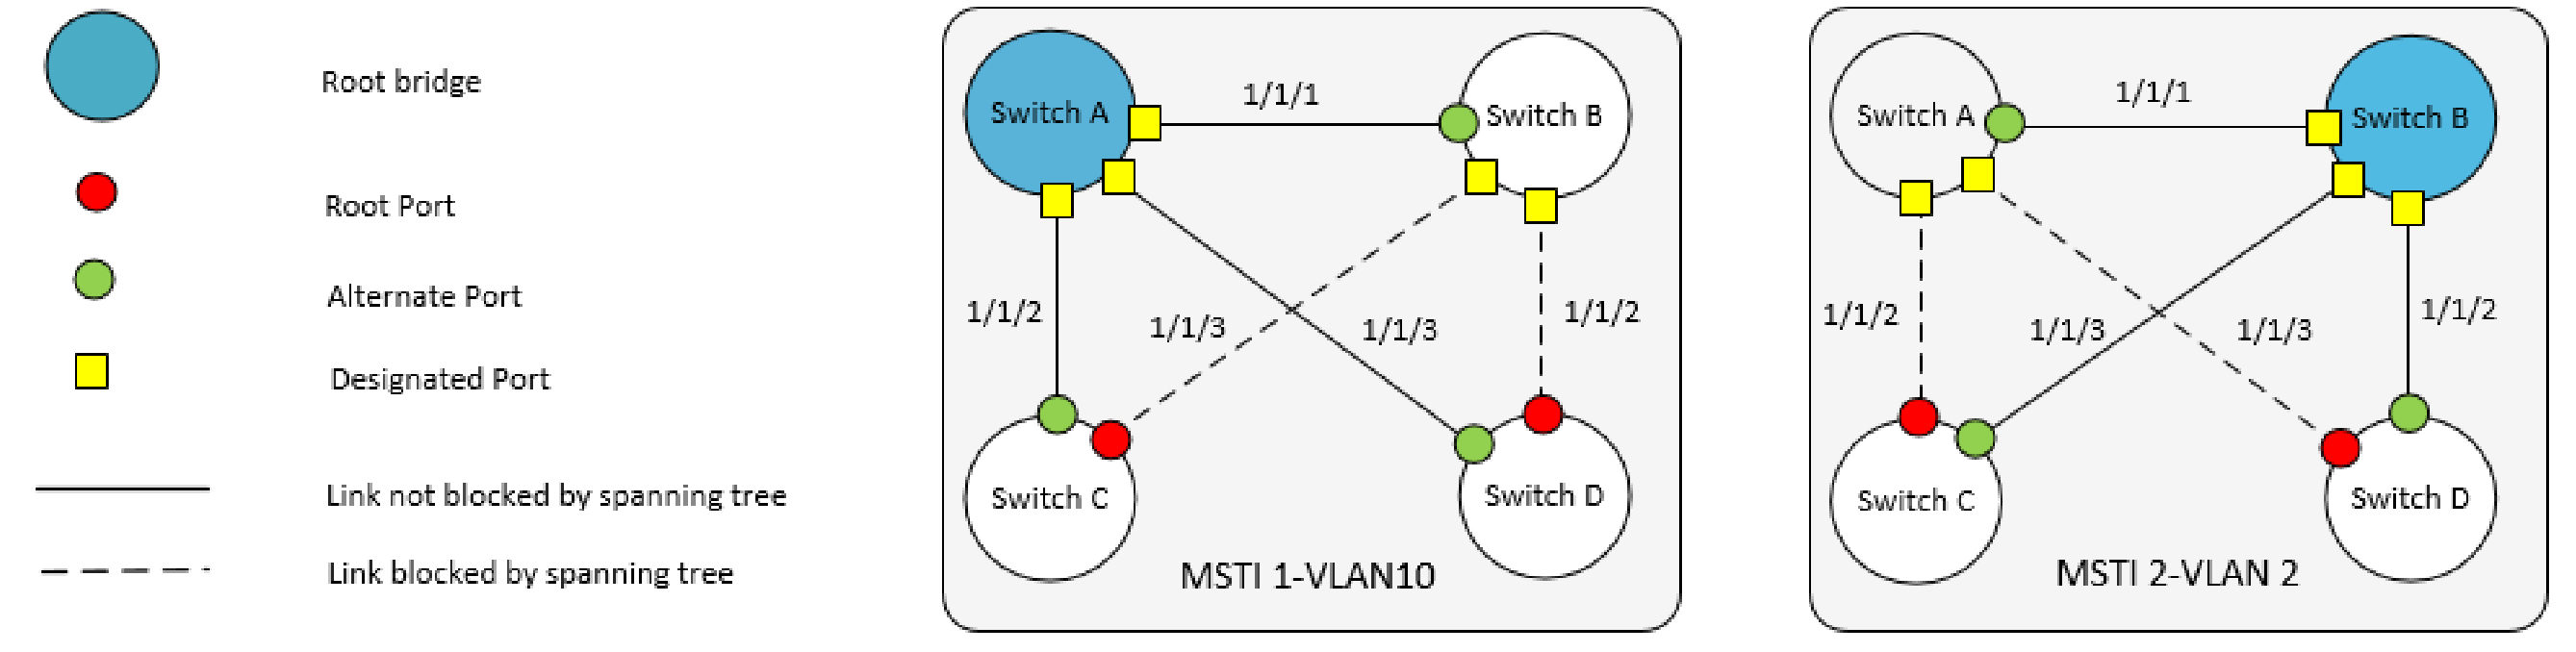 Root bridge
Root Port
Alternate Port
Designated Port
Link not blocked by spanning tree
Link blocked by spanning tree
Switch A
1/1/1
Switch B
1/1/2
1/1/3
1/1/3
1/1/2
Switch C
Switch D
MSTI 1-VLAN10
Switch A
1/1/1
Switch B
1/1/2
1/1/3
1/1/3
1/1/2
Switch C
Switch D
MSTI 2-VLAN 2